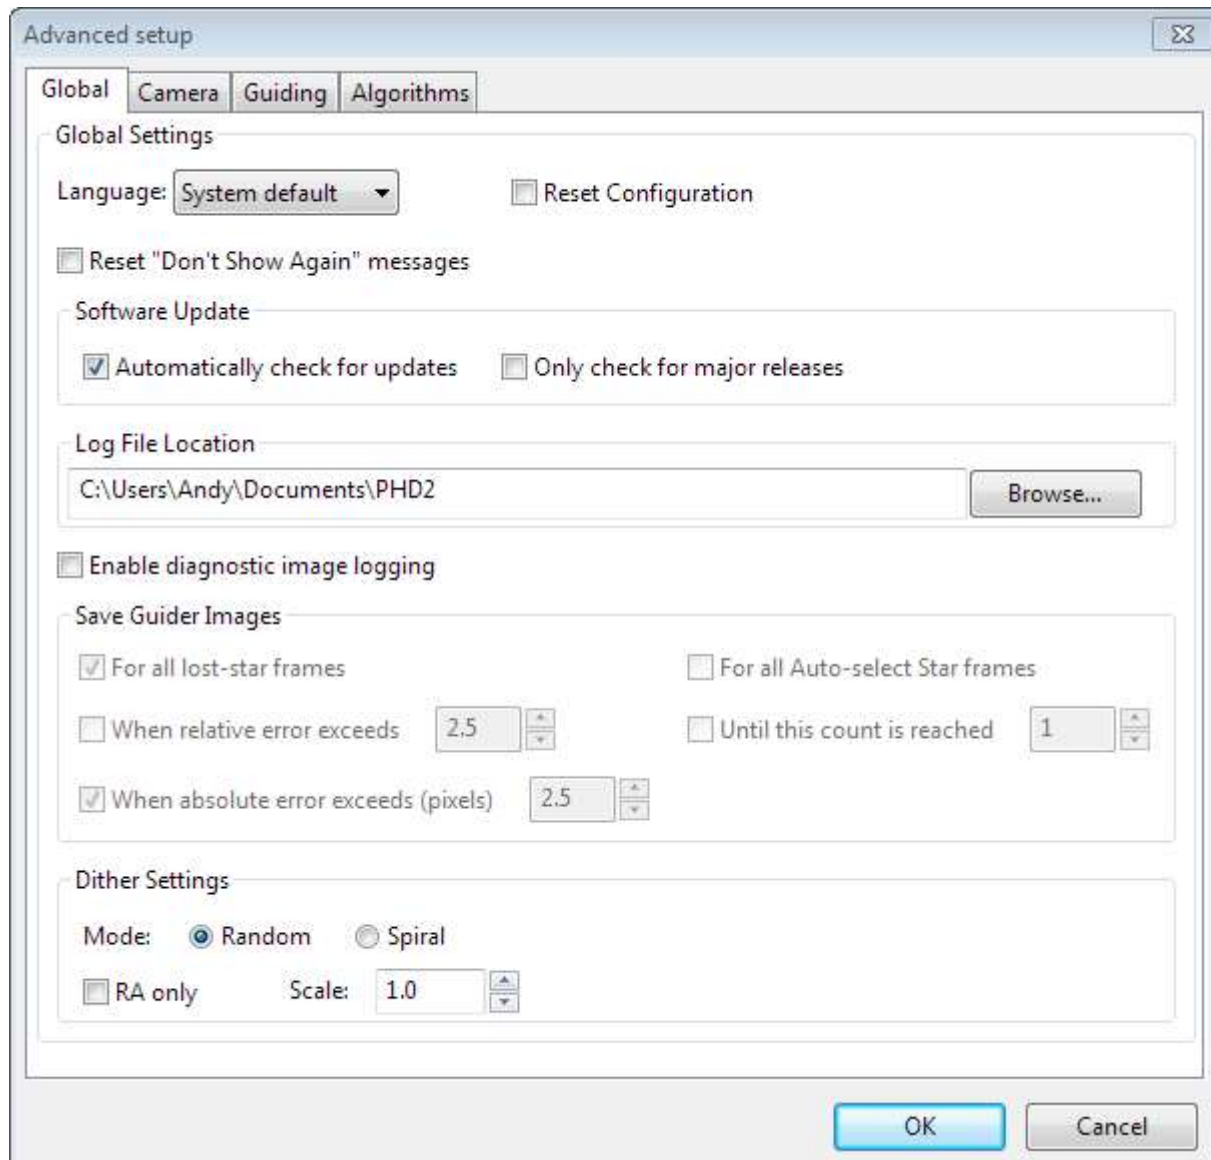 Advanced setup
Global Camera Guiding Algorithms
Global Settings
Language: System default Reset Configuration
Reset "Don't Show Again" messages
Software Update
Automatically check for updates Only check for major releases
Log File Location
C:\Users\Andy\Documents\PHD2 Browse...
Enable diagnostic image logging
Save Guider Images
For all lost-star frames For all Auto-select Star frames
When relative error exceeds 2.5 Until this count is reached 1
When absolute error exceeds (pixels) 2.5
Dither Settings
Mode: Random Spiral
RA only Scale: 1.0
OK Cancel